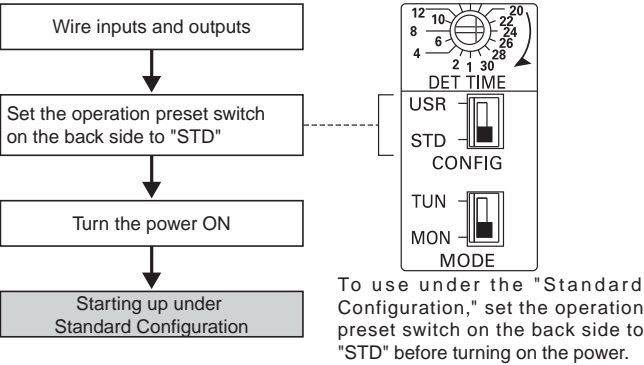 Wire inputs and outputs
Set the operation preset switch
on the back side to "STD"
Turn the power ON
Starting up under
Standard Configuration
12
10
8
6
4
2
1
30
28
26
24
22
20
DET TIME
USR
STD
CONFIG
TUN
MON
MODE
To use under the "Standard
Configuration," set the operation
preset switch on the back side to
"STD" before turning on the power.